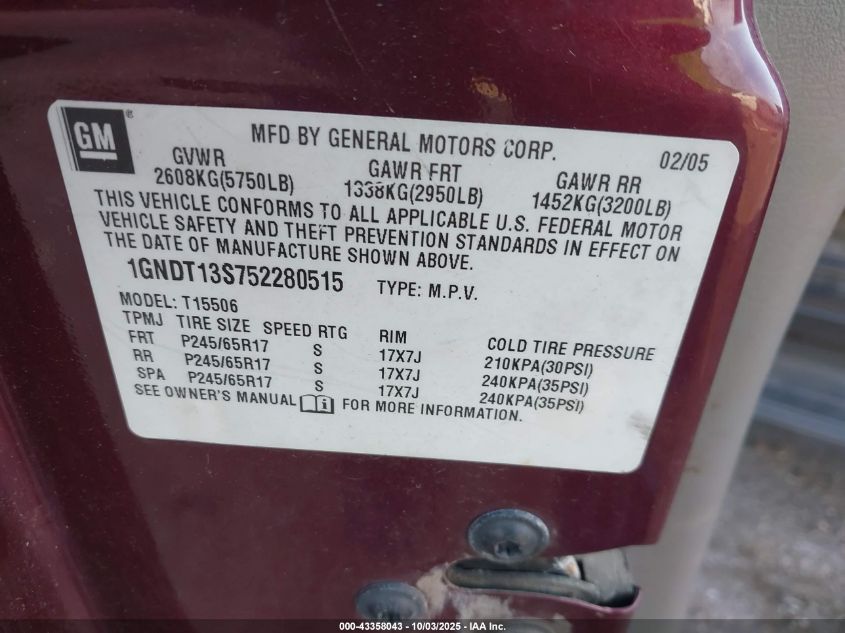 GM ®
MFD BY GENERAL MOTORS CORP. 02/05
GVWR GAWR FRT GAWR RR
2608KG(5750LB) 1338KG(2950LB) 1452KG(3200LB)
THIS VEHICLE CONFORMS TO ALL APPLICABLE U.S. FEDERAL MOTOR
VEHICLE SAFETY AND THEFT PREVENTION STANDARDS IN EFFECT ON
THE DATE OF MANUFACTURE SHOWN ABOVE.
1GNDT13S752280515 TYPE: M.P.V.
MODEL: T15506
TPMJ TIRE SIZE SPEED RTG RIM COLD TIRE PRESSURE
FRT P245/65R17 S 17X7J 210KPA(30PSI)
RR P245/65R17 S 17X7J 240KPA(35PSI)
SPA P245/65R17 S 17X7J 240KPA(35PSI)
SEE OWNER'S MANUAL i FOR MORE INFORMATION.
000-43358043 - 10/03/2025 - IAA Inc.